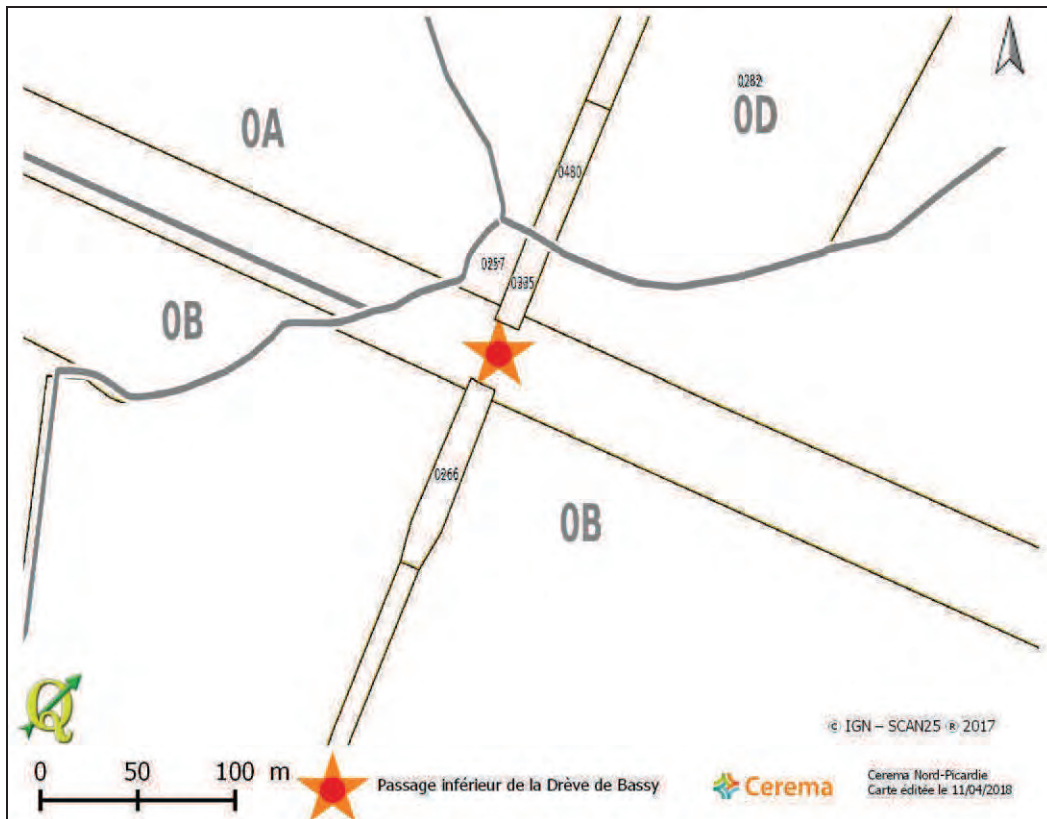 0282
0A
0D
0480
0257
0335
0B
0266
0B
© IGN – SCAN25 ® 2017
0 50 100 m
Passage inférieur de la Drève de Bassy
Cerema
Cerema Nord-Picardie
Carte éditée le 11/04/2018